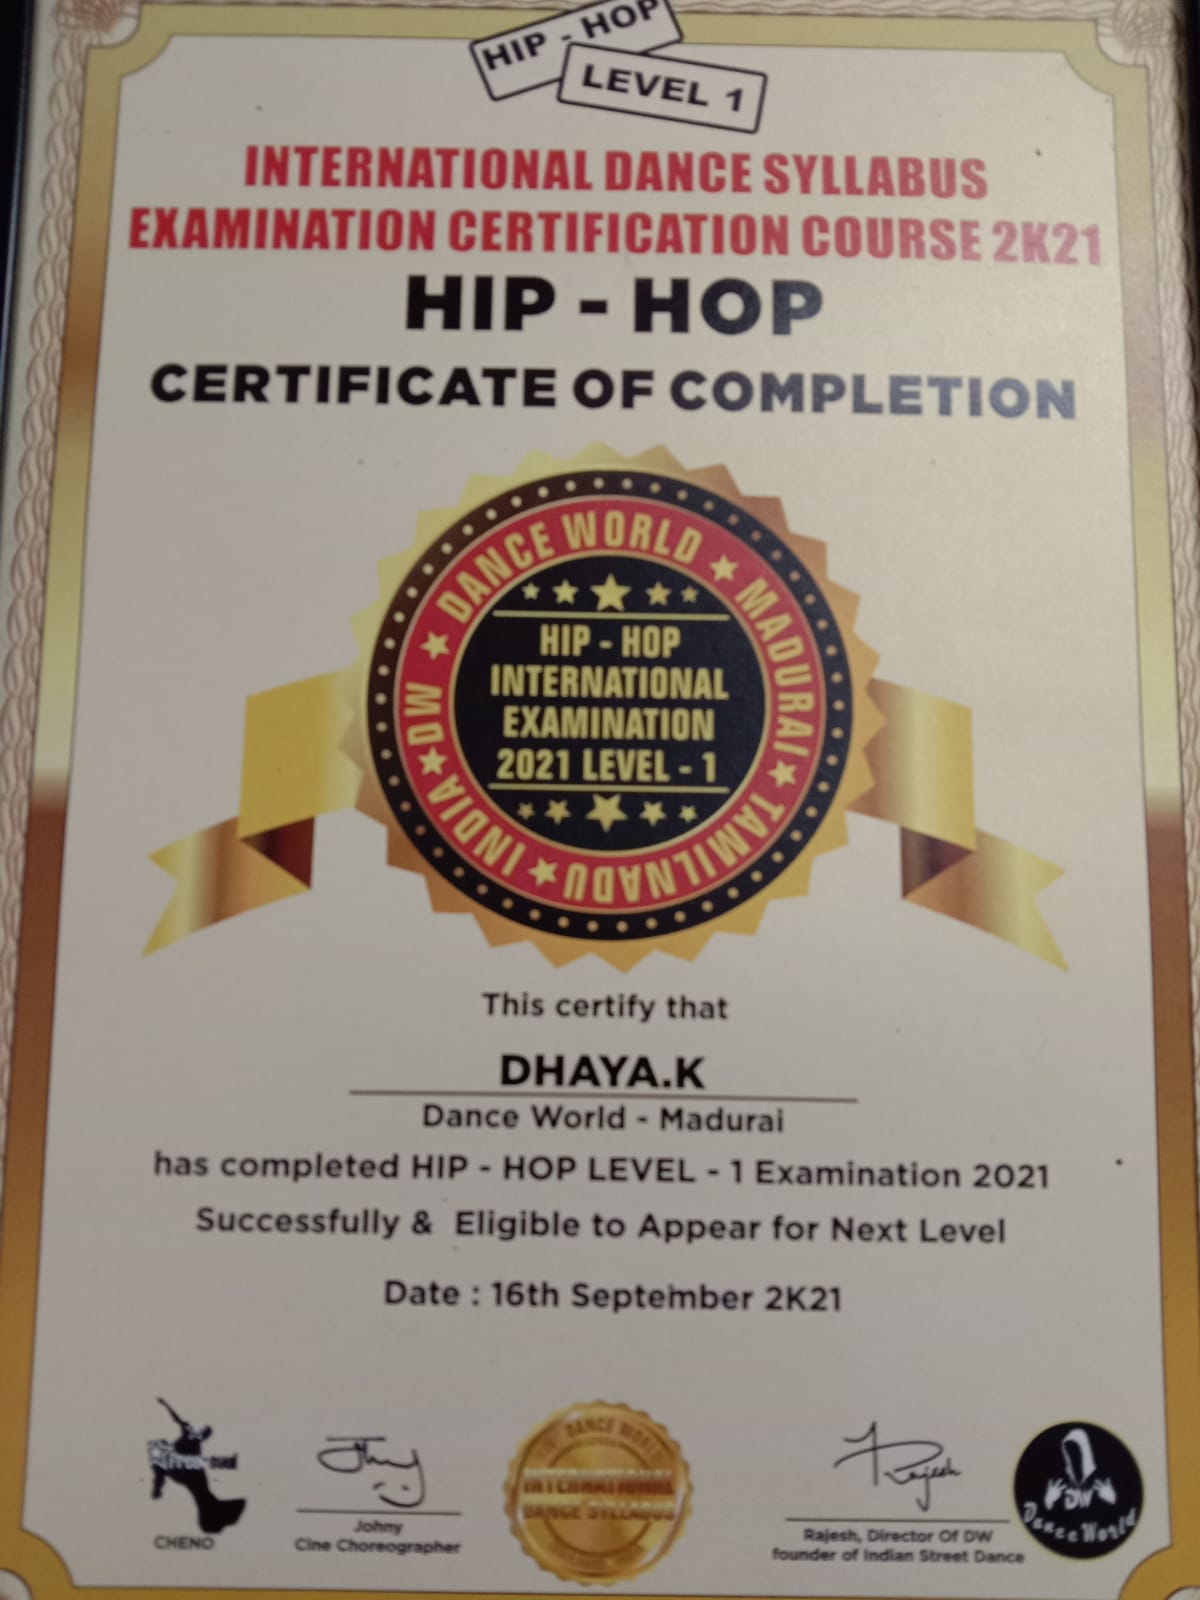 HIP - HOP
LEVEL 1
INTERNATIONAL DANCE SYLLABUS
EXAMINATION CERTIFICATION COURSE 2K21
HIP - HOP
CERTIFICATE OF COMPLETION
DANCE WORLD ★ MADURAI ★ TAMILNADU ★ INDIA ★ DW ★
HIP - HOP
INTERNATIONAL
EXAMINATION
2021 LEVEL - 1
This certify that
DHAYA.K
Dance World - Madurai
has completed HIP - HOP LEVEL - 1 Examination 2021
Successfully & Eligible to Appear for Next Level
Date : 16th September 2K21
CHENO
Johny
Johny
Cine Choreographer
DANCE WORLD
INTERNATIONAL
DANCE SYLLABUS
Rajesh
Rajesh, Director Of DW
founder of Indian Street Dance
DW
Dance World